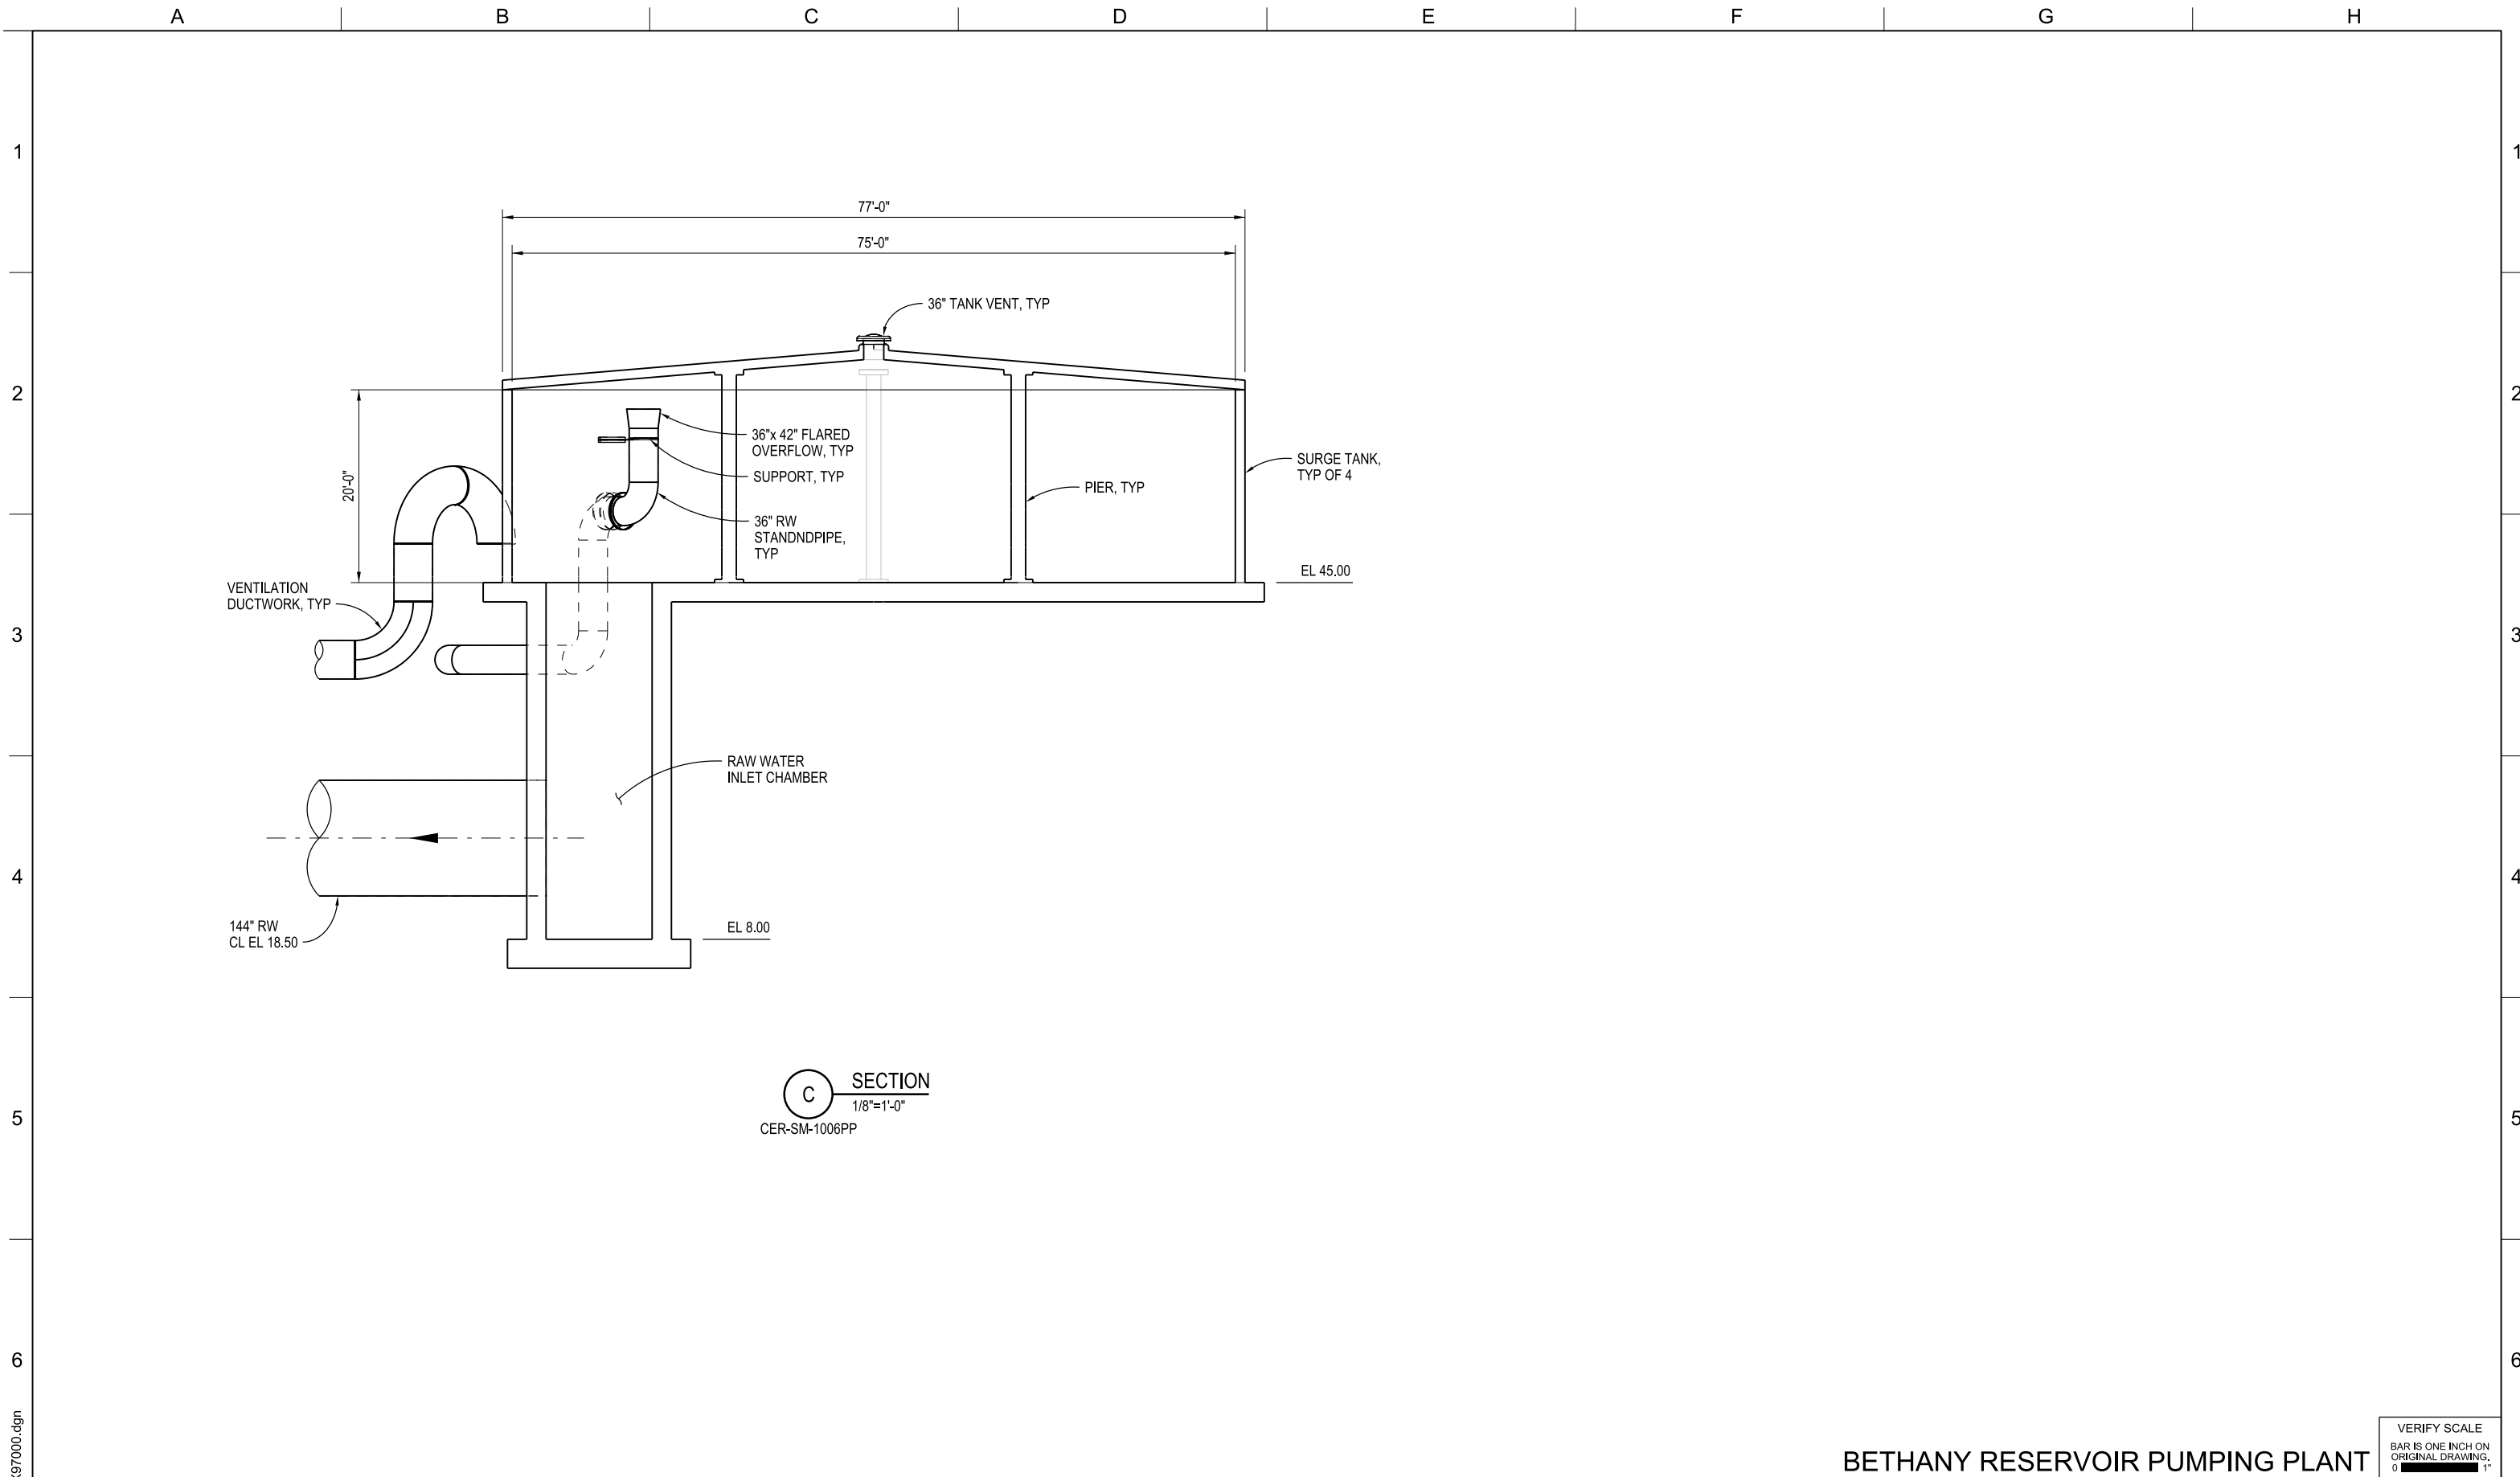 A B C D E F G H
1 1
77'-0"
75'-0"
36" TANK VENT, TYP
2 2
36"x 42" FLARED
OVERFLOW, TYP
SUPPORT, TYP
SURGE TANK,
TYP OF 4
20'-0"
PIER, TYP
36" RW
STANDNDPIPE,
TYP
EL 45.00
VENTILATION
DUCTWORK, TYP
3 3
RAW WATER
INLET CHAMBER
4 4
144" RW
CL EL 18.50
EL 8.00
C SECTION
1/8"=1'-0"
CER-SM-1006PP
5 5
6 6
VERIFY SCALE
BAR IS ONE INCH ON
ORIGINAL DRAWING.
0 1"
BETHANY RESERVOIR PUMPING PLANT